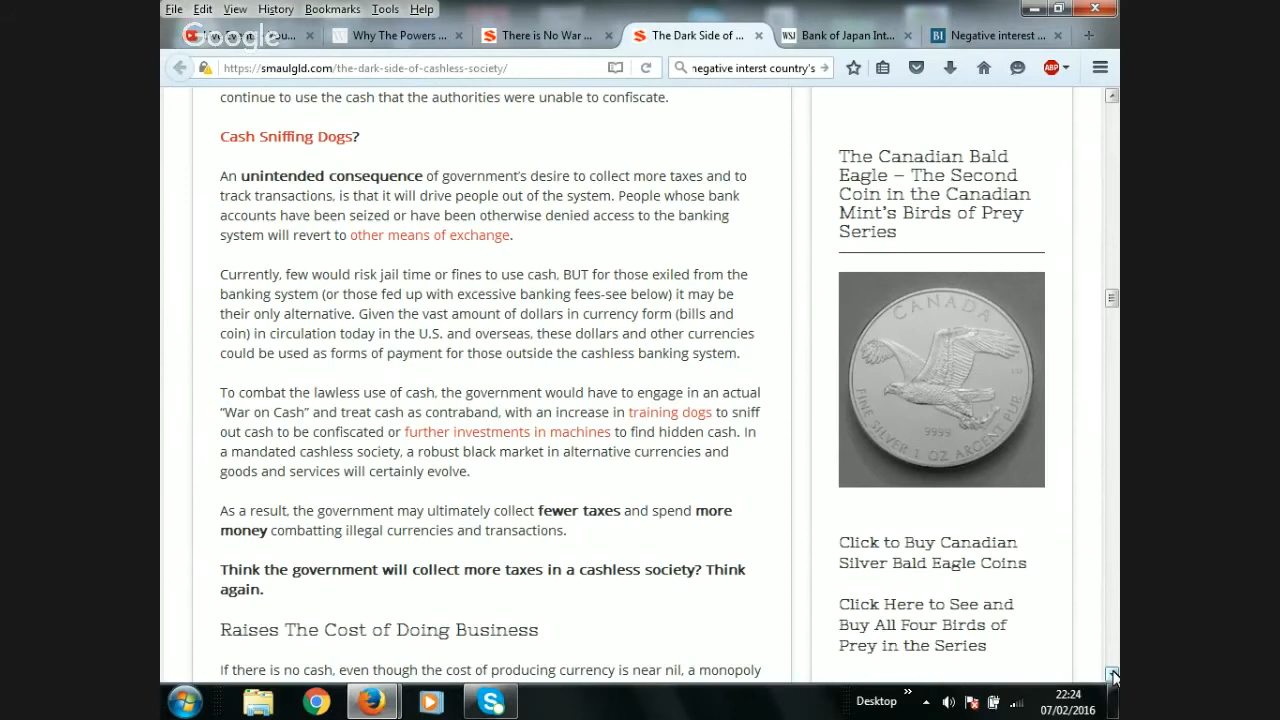 File Edit View History Bookmarks Tools Help
Google
Why The Powers ...
There is No War ...
The Dark Side of ...
WSJ Bank of Japan Int...
BI Negative interest ...
https://smaulgld.com/the-dark-side-of-cashless-society/
negative interst country's
ABP
continue to use the cash that the authorities were unable to confiscate.
Cash Sniffing Dogs?
An unintended consequence of government's desire to collect more taxes and to
track transactions, is that it will drive people out of the system. People whose bank
accounts have been seized or have been otherwise denied access to the banking
system will revert to other means of exchange.
Currently, few would risk jail time or fines to use cash. BUT for those exiled from the
banking system (or those fed up with excessive banking fees-see below) it may be
their only alternative. Given the vast amount of dollars in currency form (bills and
coin) in circulation today in the U.S. and overseas, these dollars and other currencies
could be used as forms of payment for those outside the cashless banking system.
To combat the lawless use of cash, the government would have to engage in an actual
“War on Cash” and treat cash as contraband, with an increase in training dogs to sniff
out cash to be confiscated or further investments in machines to find hidden cash. In
a mandated cashless society, a robust black market in alternative currencies and
goods and services will certainly evolve.
As a result, the government may ultimately collect fewer taxes and spend more
money combatting illegal currencies and transactions.
Think the government will collect more taxes in a cashless society? Think
again.
Raises The Cost of Doing Business
If there is no cash, even though the cost of producing currency is near nil, a monopoly
The Canadian Bald
Eagle – The Second
Coin in the Canadian
Mint's Birds of Prey
Series
CANADA
9999
FINE SILVER 1 OZ ARGENT PUR
Click to Buy Canadian
Silver Bald Eagle Coins
Click Here to See and
Buy All Four Birds of
Prey in the Series
Desktop
22:24
07/02/2016